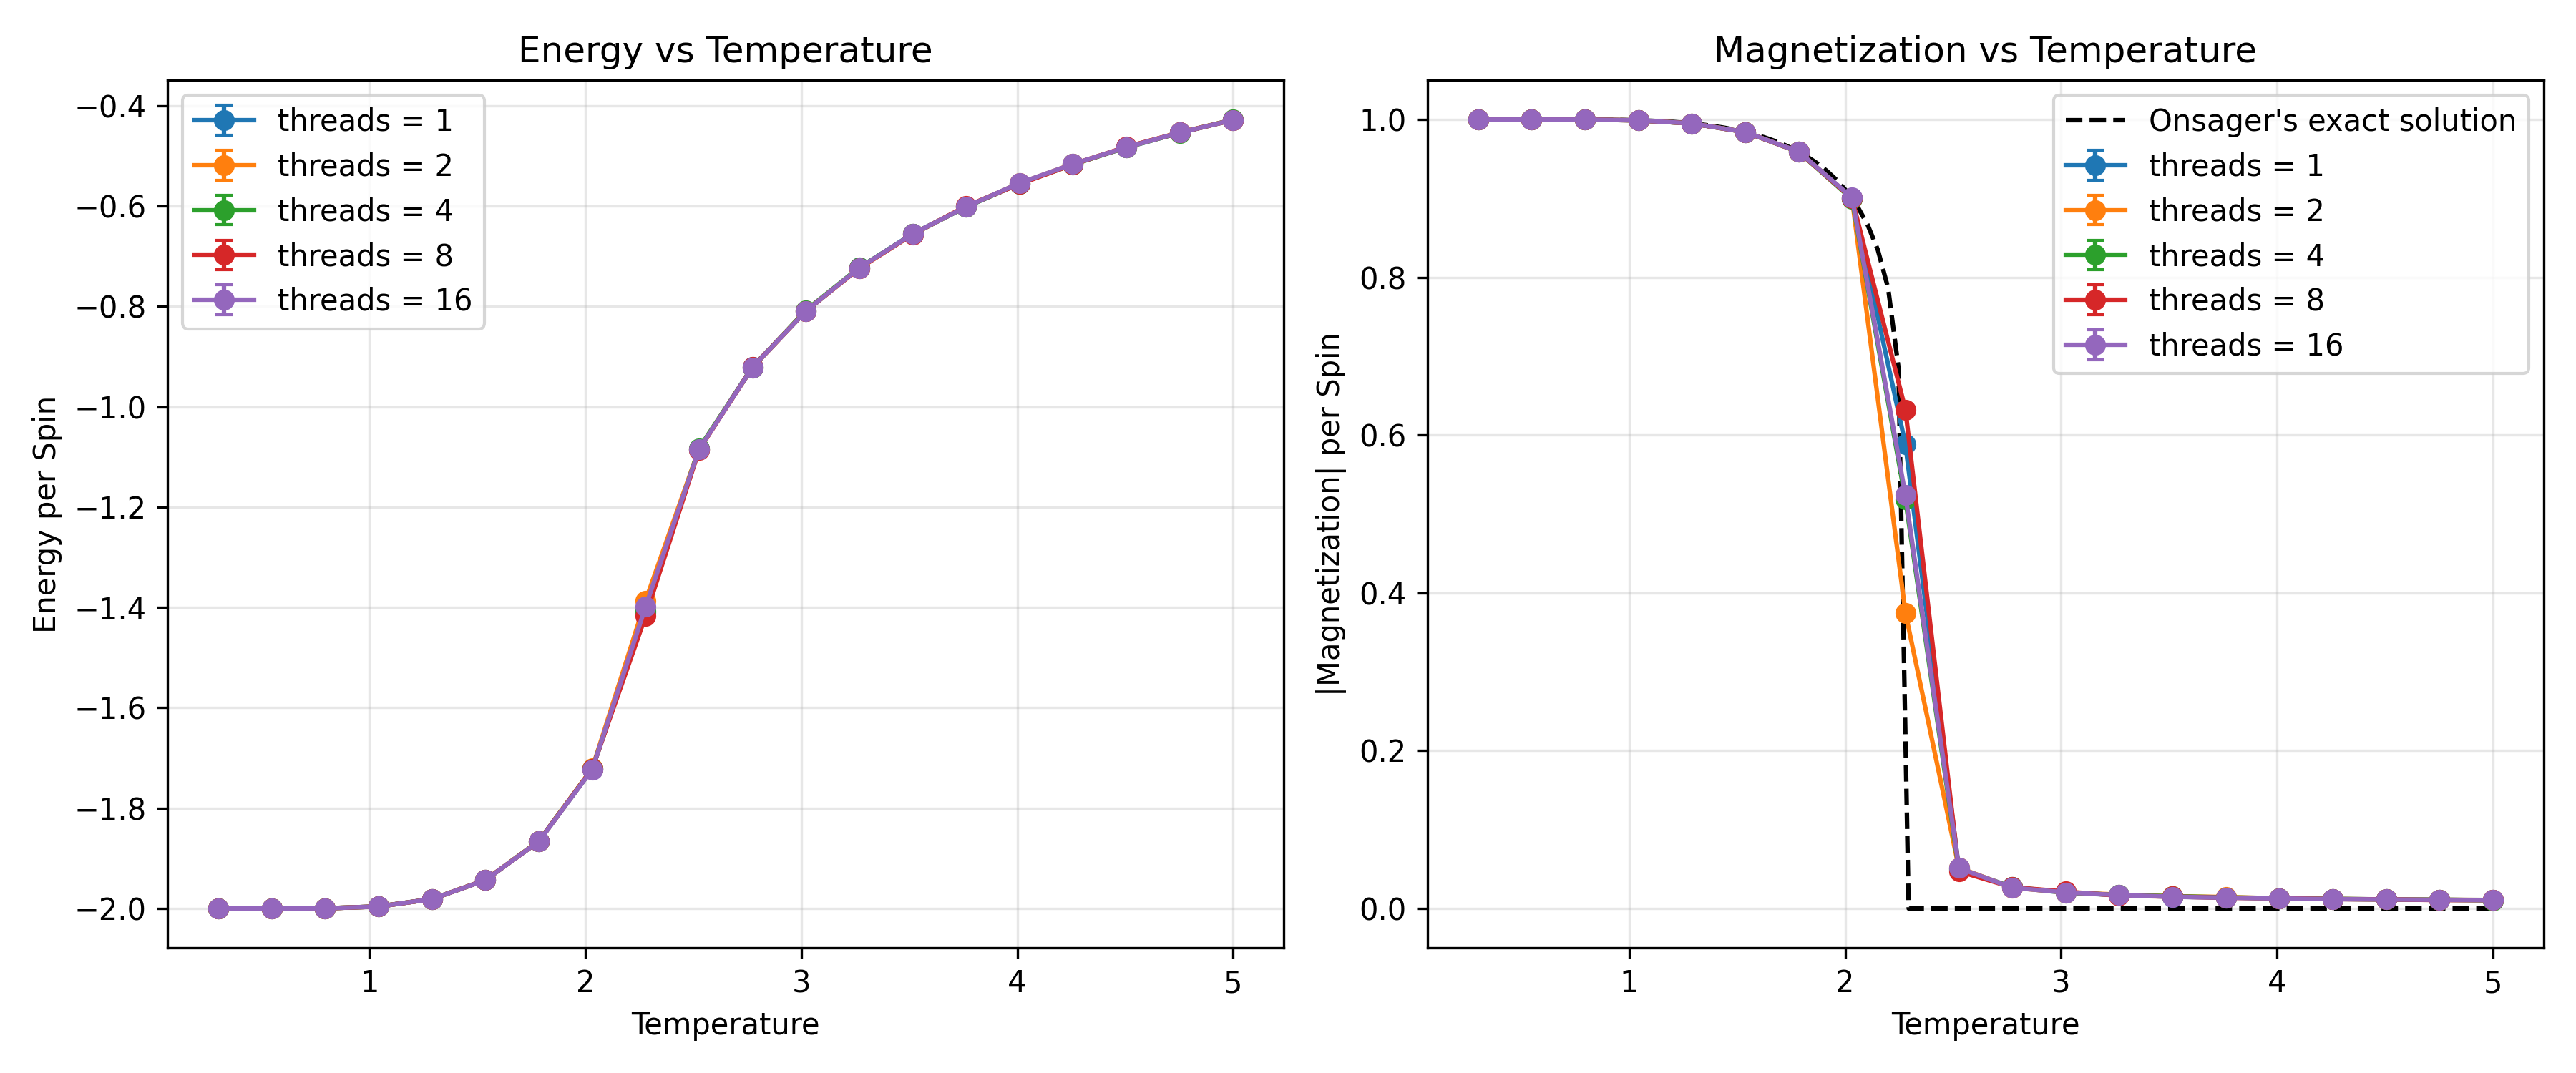 Energy vs Temperature
−0.4
−0.6
−0.8
−1.0
−1.2
−1.4
−1.6
−1.8
−2.0
Energy per Spin
threads = 1
threads = 2
threads = 4
threads = 8
threads = 16
1 2 3 4 5
Temperature
Magnetization vs Temperature
1.0
0.8
0.6
0.4
0.2
0.0
|Magnetization| per Spin
Onsager's exact solution
threads = 1
threads = 2
threads = 4
threads = 8
threads = 16
1 2 3 4 5
Temperature